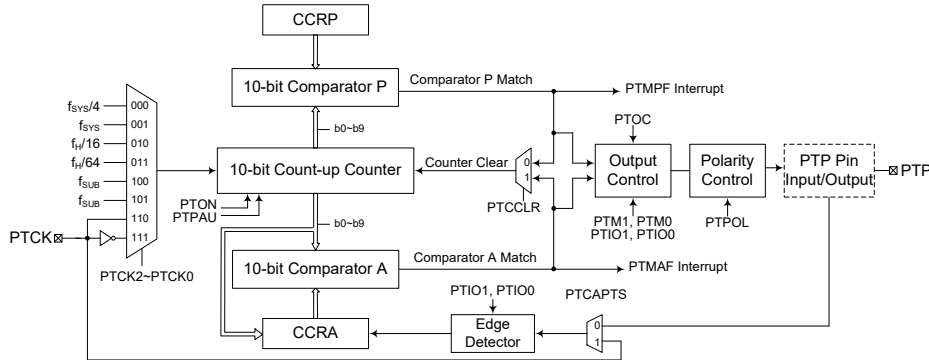 CCRP
10-bit Comparator P
Comparator P Match
PTMPF Interrupt
b0~b9
fSYS/4
000
fSYS
001
fH/16
010
fH/64
011
fSUB
100
fSUB
101
110
111
PTCK
PTCK2~PTCK0
10-bit Count-up Counter
PTON
PTPAU
Counter Clear
0
1
PTCCLR
PTOC
Output
Control
PTM1, PTM0
PTIO1, PTIO0
Polarity
Control
PTPOL
PTP Pin
Input/Output
PTP
b0~b9
10-bit Comparator A
Comparator A Match
PTMAF Interrupt
PTIO1, PTIO0
PTCAPTS
CCRA
Edge
Detector
0
1